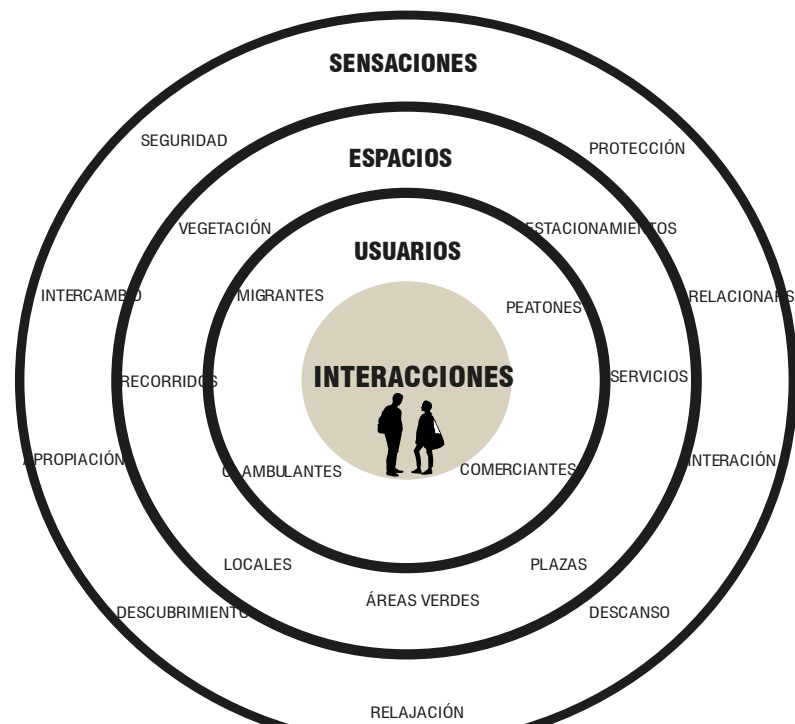 SENSACIONES
SEGURIDAD
PROTECCIÓN
ESPACIOS
VEGETACIÓN
ESTACIONAMIENTOS
USUARIOS
INTERCAMBIO
MIGRANTES
PEATONES
RELACIONARS
INTERACCIONES
RECORRIDOS
SERVICIOS
APROPIACIÓN
AMBULANTES
COMERCIANTES
INTERACIÓN
LOCALES
PLAZAS
ÁREAS VERDES
DESCUBRIMIENTO
DESCANSO
RELAJACIÓN